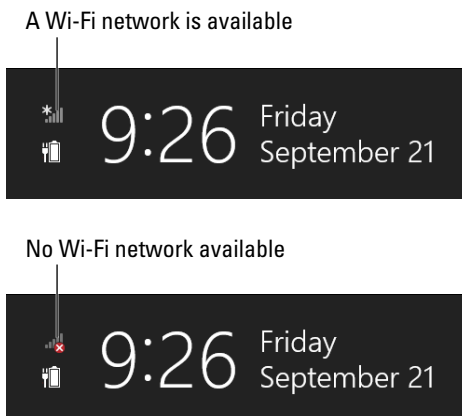 A Wi-Fi network is available
9:26 Friday
September 21
No Wi-Fi network available
9:26 Friday
September 21